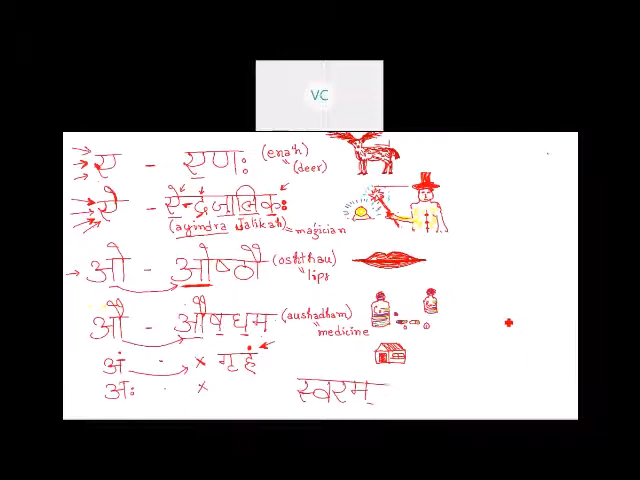 VC
ए - एणः (enah) (deer)
ऐ - ऐन्द्रजालिकः
(ayindra Jalikah) = magician
ओ - ओष्ठौ (oshthau)
lips
औ - औषधम् (aushadham)
medicine
अं - × गृहं
अः - ×
स्वरम्